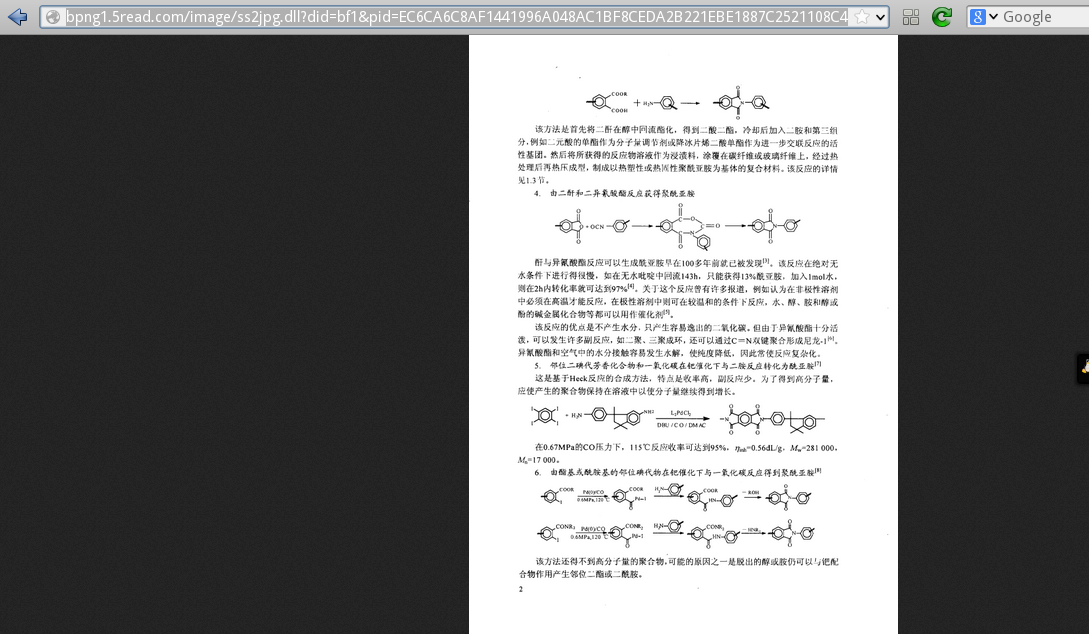 bpng1.5read.com/image/ss2jpg.dll?did=bf1&pid=EC6CA6C8AF1441996A048AC1BF8CEDA2B221EBE1887C2521108C4
Google
COOR
COOH
+ H₂N
该方法是首先将二酐在醇中回流酯化，得到二酸二酯，冷却后加入二胺和第三组
分，例如二元酸的单酯作为分子量调节剂或降冰片烯二酸单酯作为进一步交联反应的活
性基团。然后将所获得的反应物溶液作为浸渍料，涂覆在碳纤维或玻璃纤维上，经过热
处理后再热压成型，制成以热塑性或热固性聚酰亚胺为基体的复合材料。该反应的详情
见1.3节。
4. 由二酐和二异氰酸酯反应获得聚酰亚胺
+ OCN
酐与异氰酸酯反应可以生成酰亚胺早在100多年前就已被发现[3]。该反应在绝对无
水条件下进行得很慢，如在无水吡啶中回流143h，只能获得13%酰亚胺，加入1mol水，
则在2h内转化率就可达到97%[4]。关于这个反应曾有许多报道，例如认为在非极性溶剂
中必须在高温才能反应，在极性溶剂中则可在较温和的条件下反应，水、醇、胺和醇或
酚的碱金属化合物等都可以用作催化剂[5]。
该反应的优点是不产生水分，只产生容易逸出的二氧化碳。但由于异氰酸酯十分活
泼，可以发生许多副反应，如二聚、三聚成环，还可以通过C＝N双键聚合形成尼龙-1[6]。
异氰酸酯和空气中的水分接触容易发生水解，使纯度降低，因此常使反应复杂化。
5. 邻位二碘代芳香化合物和一氧化碳在钯催化下与二胺反应转化为酰亚胺[7]
这是基于Heck反应的合成方法，特点是收率高，副反应少。为了得到高分子量，
应使产生的聚合物保持在溶液中以使分子量继续得到增长。
+ H₂N NH2 L₂PdCl₂
DBU / CO / DMAC
在0.67MPa的CO压力下，115℃反应收率可达到95%，ηinh=0.56dL/g，Mw=281 000，
Mn=17 000。
6. 由酯基或酰胺基的邻位碘代物在钯催化下与一氧化碳反应得到聚酰亚胺[8]
COOR Pd(0)/CO COOR H₂N COOR － ROH
I 0.6MPa,120 ℃ Pd-I HN
CONR₂ Pd(0)/CO CONR₂ H₂N CONR₂ － HNR₂
I 0.6MPa,120 ℃ Pd-I HN
该方法还得不到高分子量的聚合物，可能的原因之一是脱出的醇或胺仍可以与钯配
合物作用产生邻位二酯或二酰胺。
2